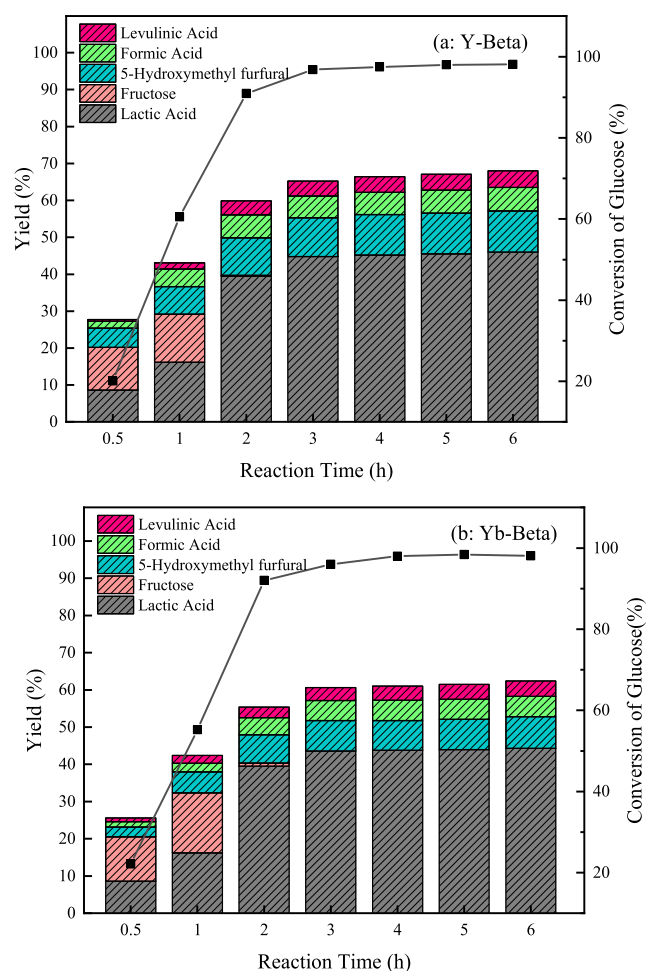 Levulinic Acid
Formic Acid
5-Hydroxymethyl furfural
Fructose
Lactic Acid
(a: Y-Beta)
Yield (%)
100
90
80
70
60
50
40
30
20
10
0
Conversion of Glucose (%)
100
80
60
40
20
0.5 1 2 3 4 5 6
Reaction Time (h)
Levulinic Acid
Formic Acid
5-Hydroxymethyl furfural
Fructose
Lactic Acid
(b: Yb-Beta)
Yield (%)
100
90
80
70
60
50
40
30
20
10
0
Conversion of Glucose(%)
100
80
60
40
20
0.5 1 2 3 4 5 6
Reaction Time (h)